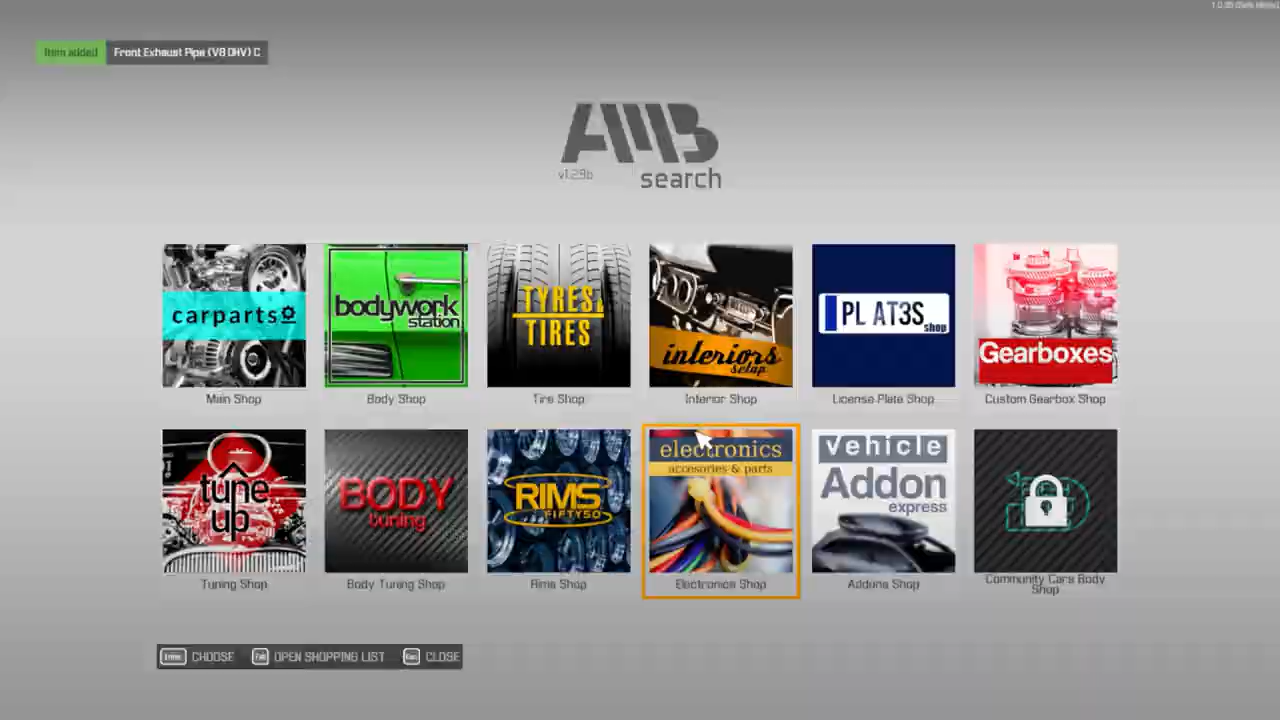 Item added Front Exhaust Pipe (V8 OHV) C
AMB
v1.29b search
carparts
Main Shop
bodywork
station
Body Shop
TYRES&
TIRES
Tire Shop
interiors
setup
Interior Shop
PL AT3S
shop
License Plate Shop
Gearboxes
Custom Gearbox Shop
tune
up
Tuning Shop
BODY
tuning
Body Tuning Shop
RIMS
FIFTY50
Rims Shop
electronics
accesories & parts
Electronics Shop
vehicle
Addon
express
Addons Shop
Community Cars Body
Shop
CHOOSE Tab OPEN SHOPPING LIST Esc CLOSE